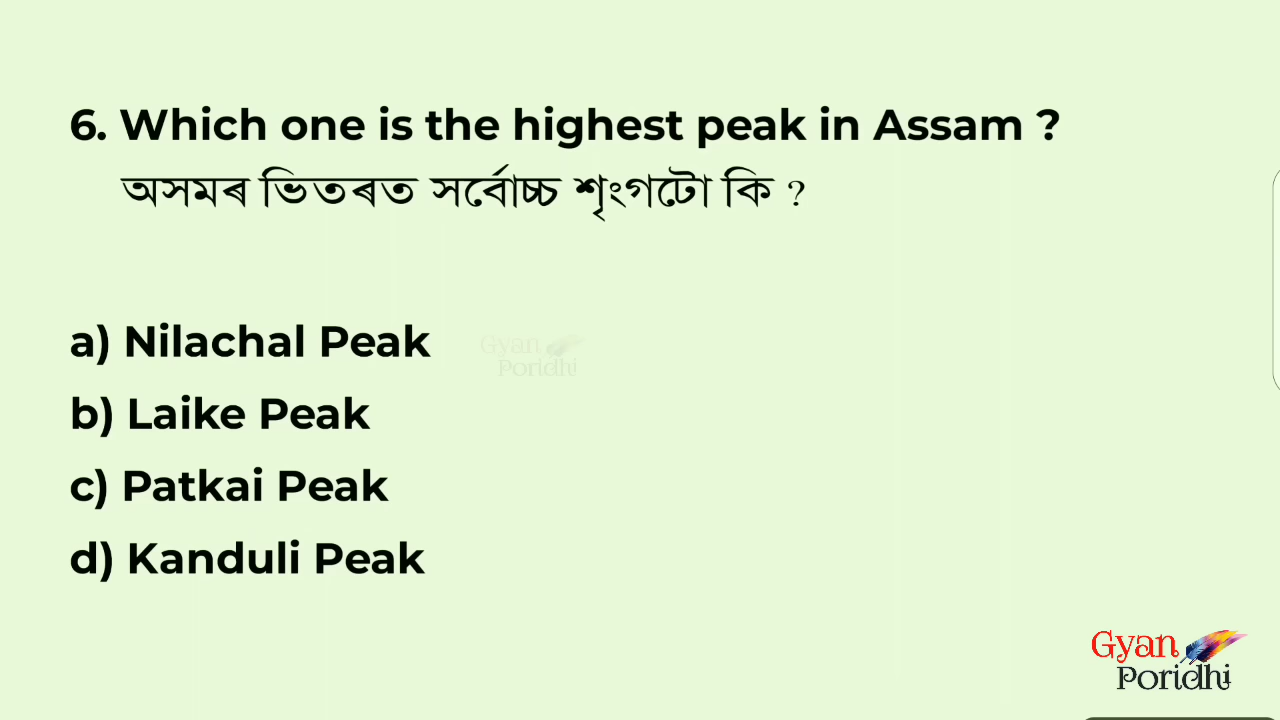 6. Which one is the highest peak in Assam ?
অসমৰ ভিতৰত সৰ্বোচ্চ শৃংগটো কি ?
a) Nilachal Peak
Gyan
Poridhi
b) Laike Peak
c) Patkai Peak
d) Kanduli Peak
Gyan
Poridhi